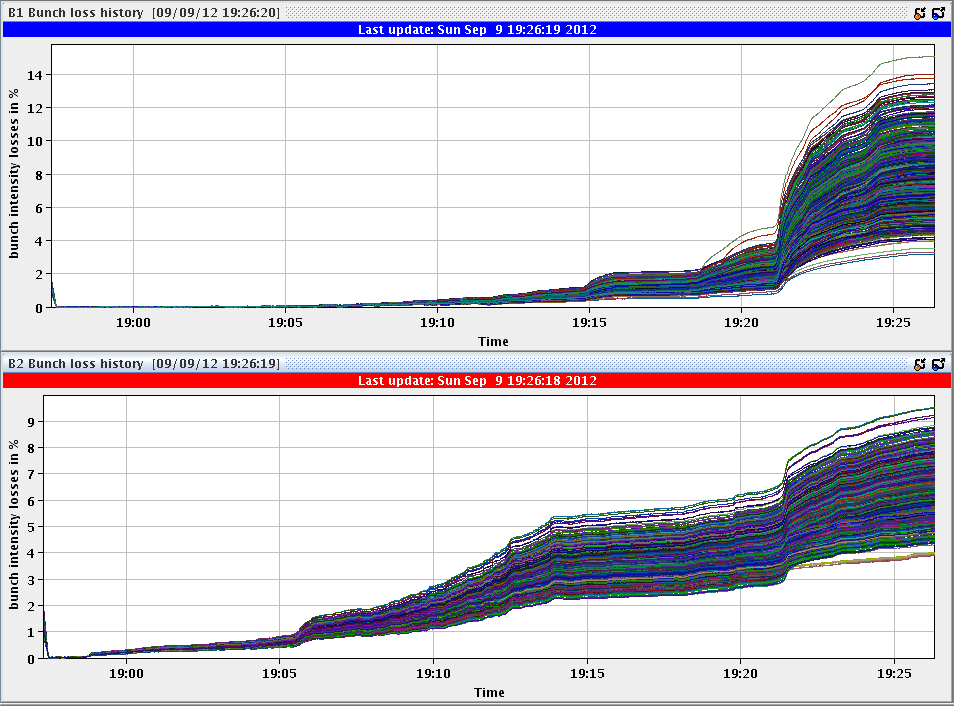 B1 Bunch loss history [09/09/12 19:26:20]
Last update: Sun Sep 9 19:26:19 2012
bunch intensity losses in %
14
12
10
8
6
4
2
0
19:00 19:05 19:10 19:15 19:20 19:25
Time
B2 Bunch loss history [09/09/12 19:26:19]
Last update: Sun Sep 9 19:26:18 2012
bunch intensity losses in %
9
8
7
6
5
4
3
2
1
0
19:00 19:05 19:10 19:15 19:20 19:25
Time